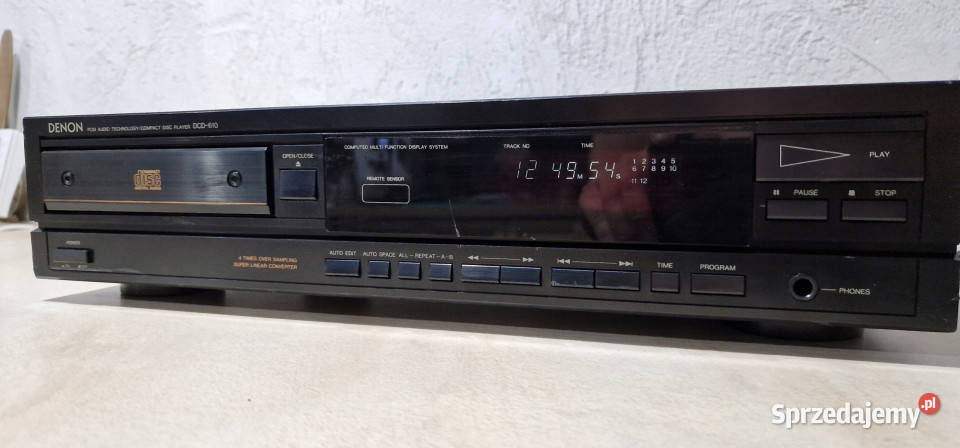 DENON PCM AUDIO TECHNOLOGY/COMPACT DISC PLAYER DCD-610
OPEN/CLOSE
COMPUTED MULTI FUNCTION DISPLAY SYSTEM
TRACK NO TIME
REMOTE SENSOR
12 49M 54S
1 2 3 4 5
6 7 8 9 10
11 12
PLAY
PAUSE STOP
disc
POWER
4 TIMES OVER SAMPLING
SUPER LINEAR CONVERTER
AUTO EDIT AUTO SPACE ALL - REPEAT - A-B
TIME PROGRAM
PHONES
Sprzedajemy.pl